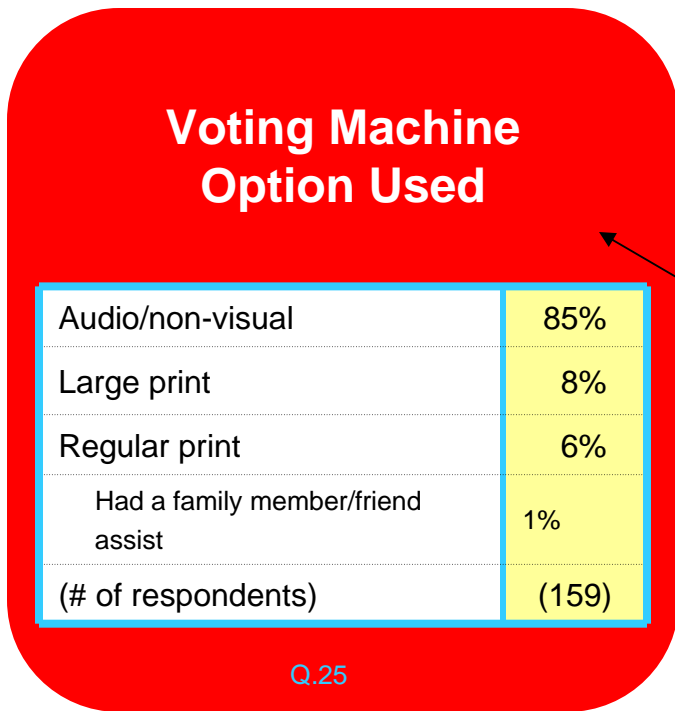 Voting Machine
Option Used
Audio/non-visual 85%
Large print 8%
Regular print 6%
Had a family member/friend
assist 1%
(# of respondents) (159)
Q.25